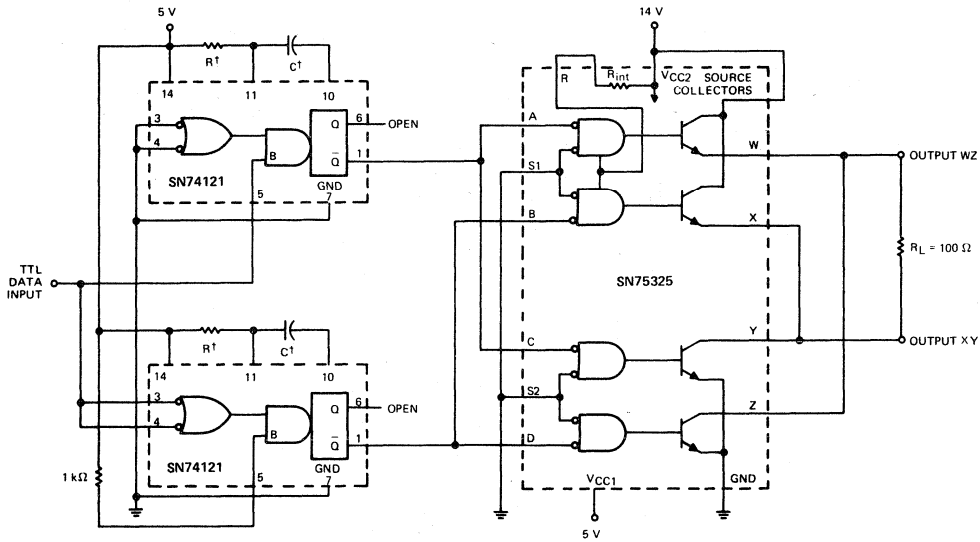 5 V
14 V
R†
C†
14
11
10
R
Rint
VCC2 SOURCE
COLLECTORS
3
4
B
Q
6
OPEN
Q̅
1
A
W
OUTPUT WZ
SN74121
GND
7
5
S1
B
X
RL = 100 Ω
TTL
DATA
INPUT
SN75325
R†
C†
14
11
10
C
Y
OUTPUT XY
3
4
B
Q
6
OPEN
Q̅
1
S2
Z
D
SN74121
GND
7
5
1 kΩ
VCC1
GND
5 V